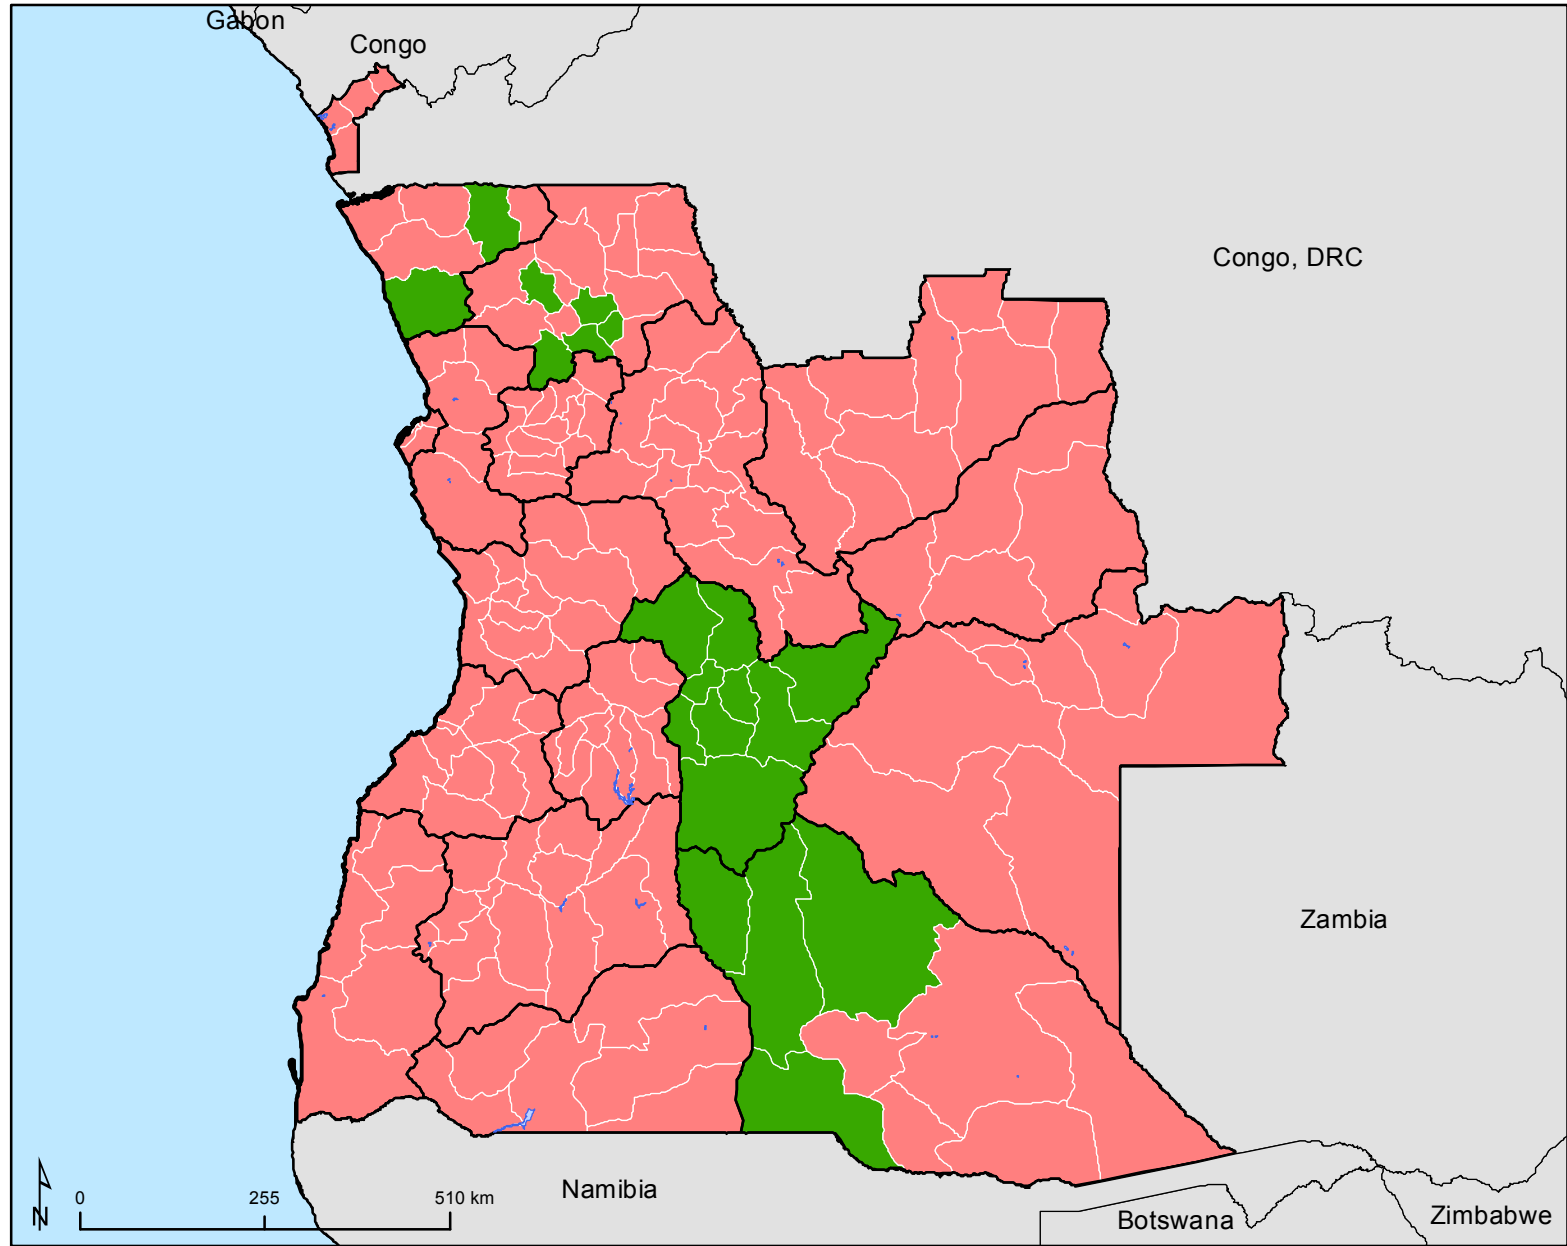 Gabon
Congo
Congo, DRC
Zambia
Namibia
Botswana
Zimbabwe
N
0 255 510 km